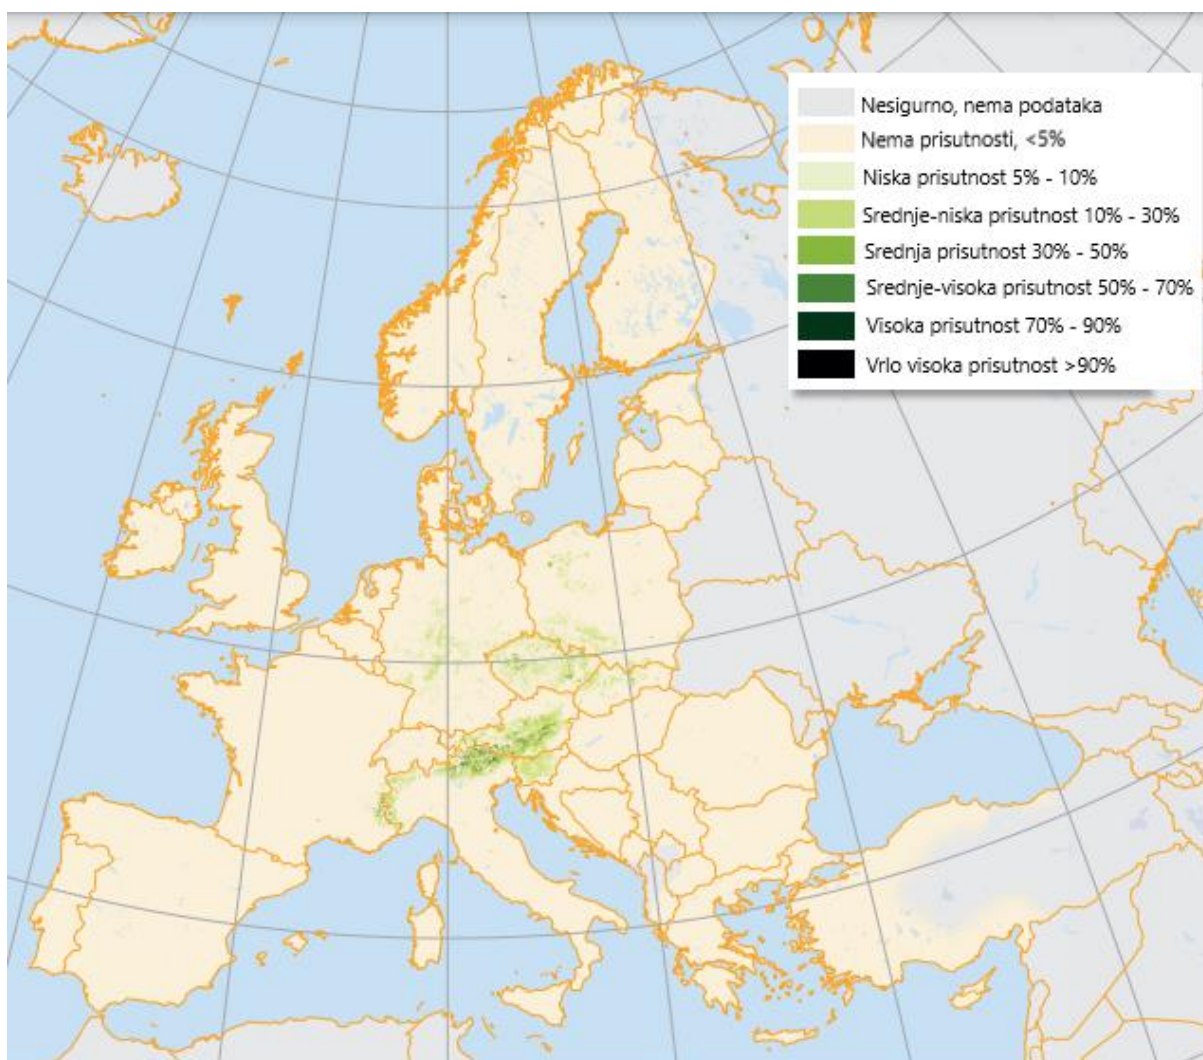 Nesigurno, nema podataka
Nema prisutnosti, <5%
Niska prisutnost 5% - 10%
Srednje-niska prisutnost 10% - 30%
Srednja prisutnost 30% - 50%
Srednje-visoka prisutnost 50% - 70%
Visoka prisutnost 70% - 90%
Vrlo visoka prisutnost >90%